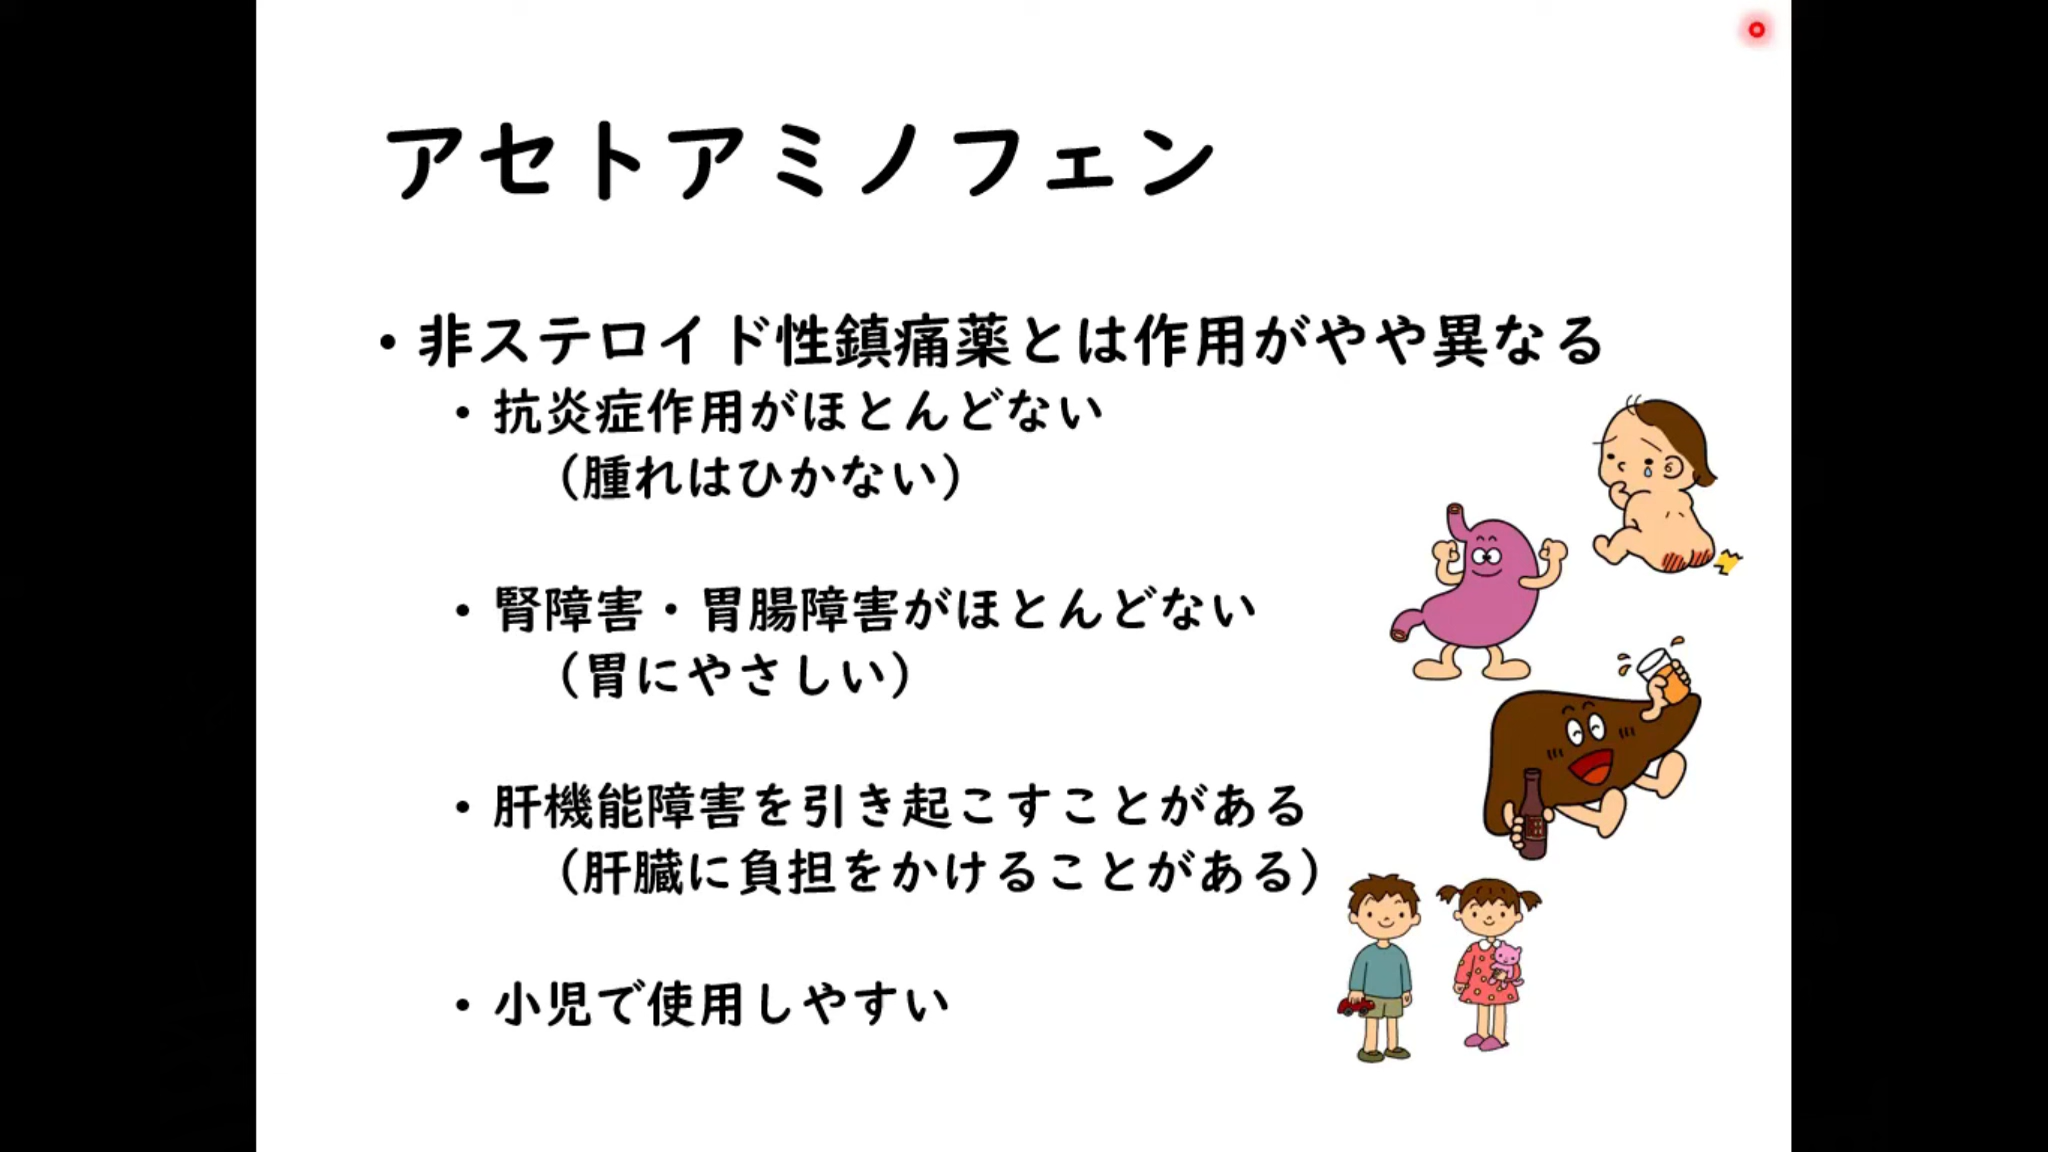 アセトアミノフェン
・非ステロイド性鎮痛薬とは作用がやや異なる
・抗炎症作用がほとんどない
（腫れはひかない）
・腎障害・胃腸障害がほとんどない
（胃にやさしい）
・肝機能障害を引き起こすことがある
（肝臓に負担をかけることがある）
・小児で使用しやすい